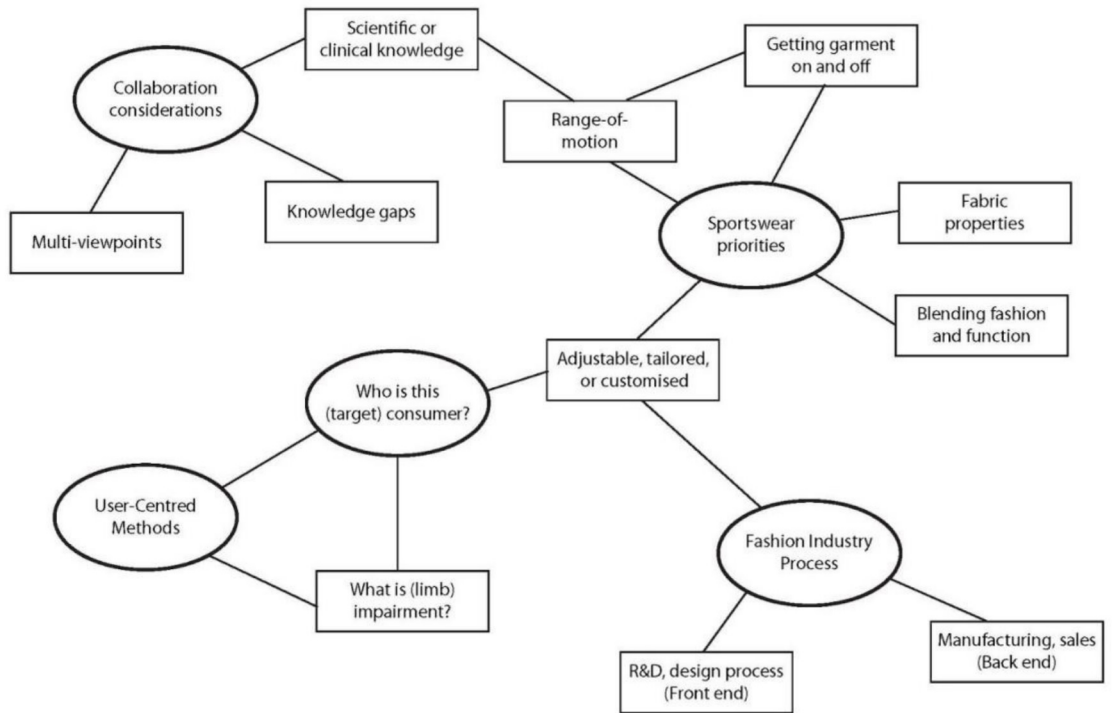 Scientific or
clinical knowledge
Getting garment
on and off
Collaboration
considerations
Range-of-
motion
Knowledge gaps
Multi-viewpoints
Sportswear
priorities
Fabric
properties
Blending fashion
and function
Adjustable, tailored,
or customised
Who is this
(target) consumer?
User-Centred
Methods
Fashion Industry
Process
What is (limb)
impairment?
Manufacturing, sales
(Back end)
R&D, design process
(Front end)